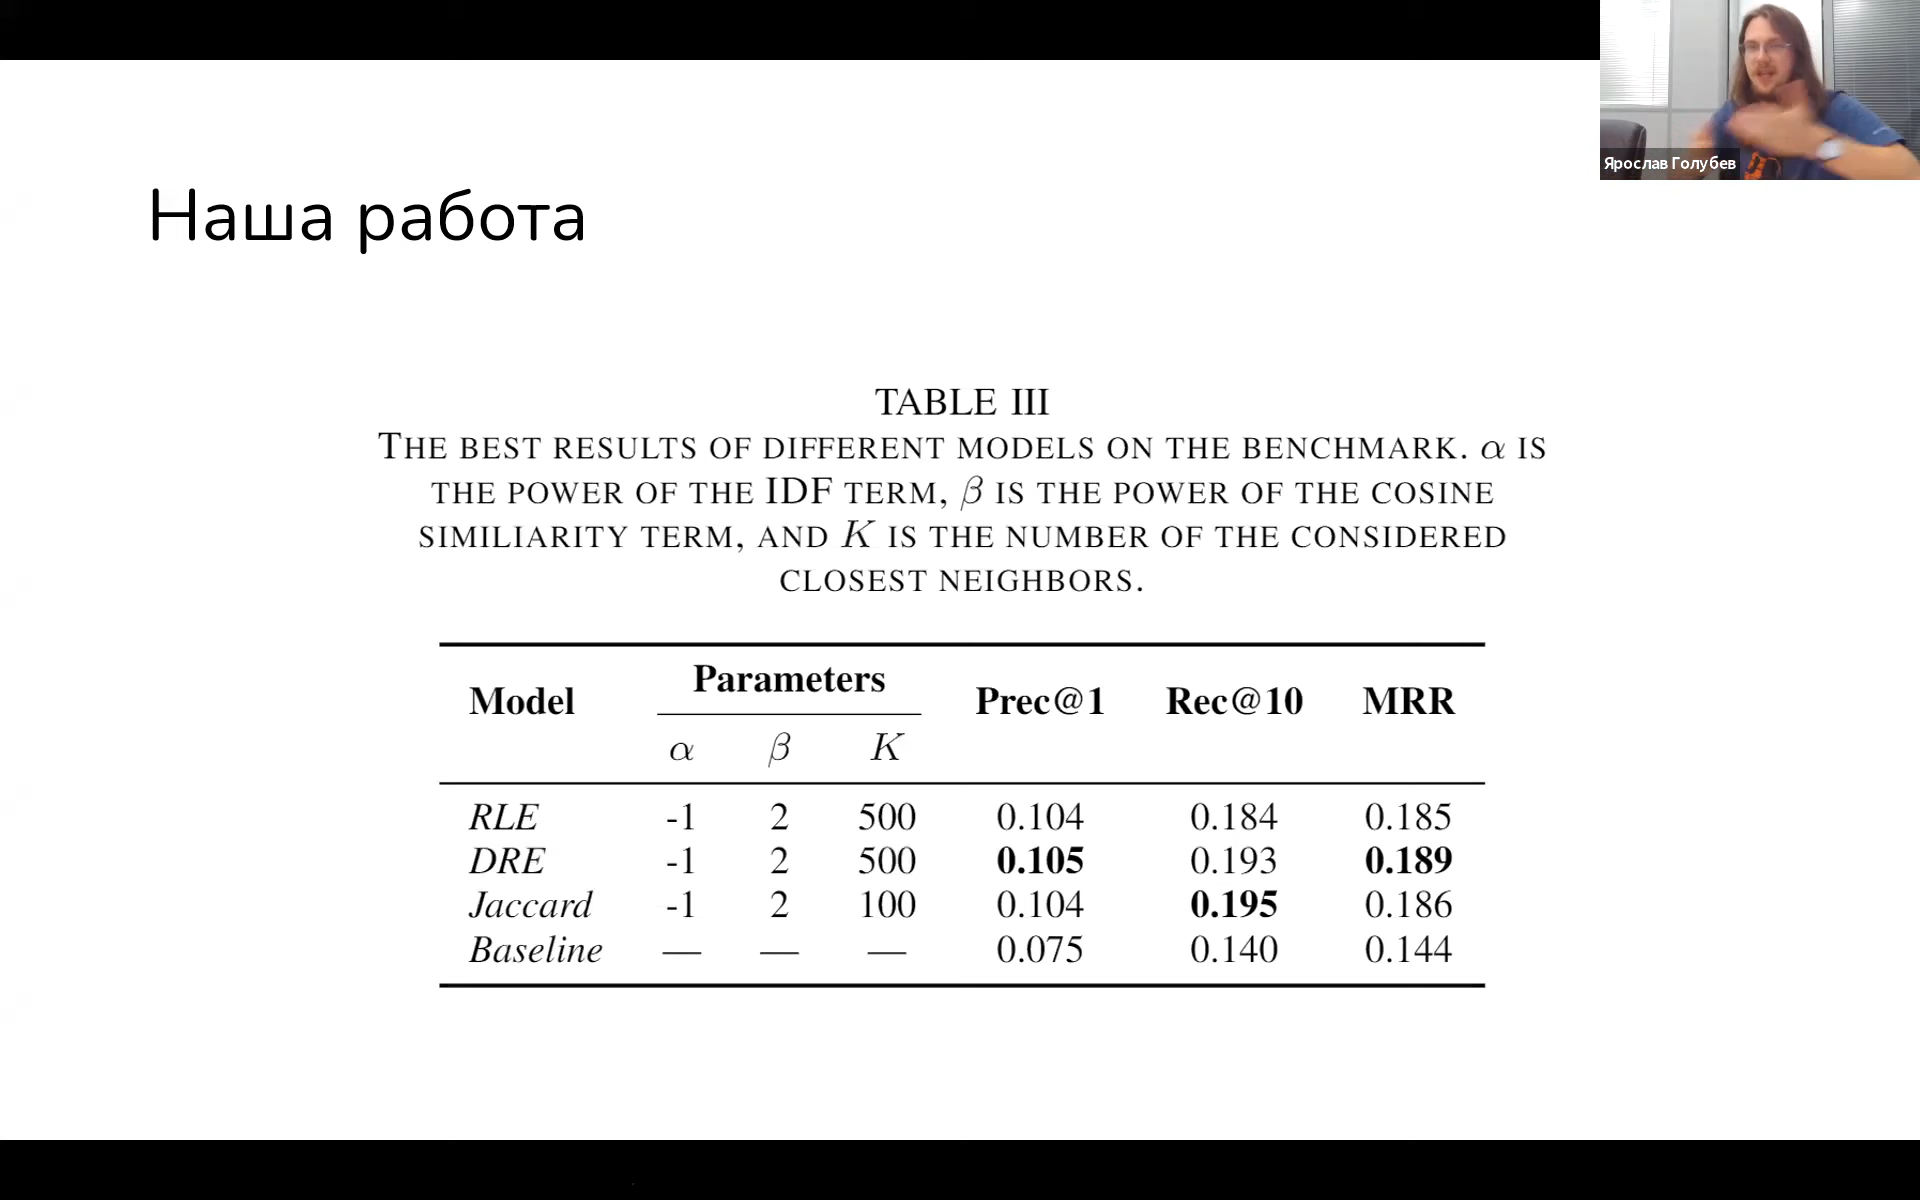 Ярослав Голубев
Наша работа
TABLE III
THE BEST RESULTS OF DIFFERENT MODELS ON THE BENCHMARK. α IS
THE POWER OF THE IDF TERM, β IS THE POWER OF THE COSINE
SIMILIARITY TERM, AND K IS THE NUMBER OF THE CONSIDERED
CLOSEST NEIGHBORS.
Model Parameters Prec@1 Rec@10 MRR
α β K
RLE -1 2 500 0.104 0.184 0.185
DRE -1 2 500 0.105 0.193 0.189
Jaccard -1 2 100 0.104 0.195 0.186
Baseline — — — 0.075 0.140 0.144